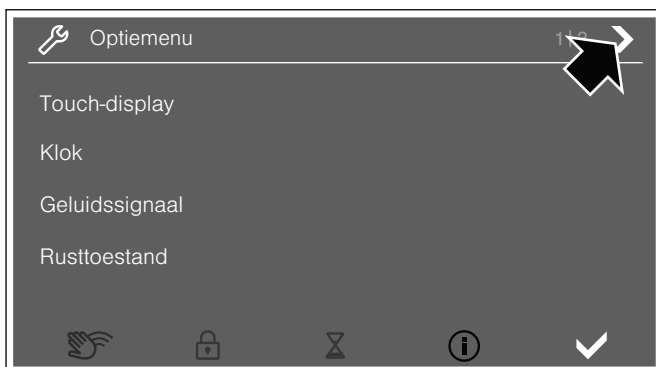 Optiemenu
Touch-display
Klok
Geluidssignaal
Rusttoestand